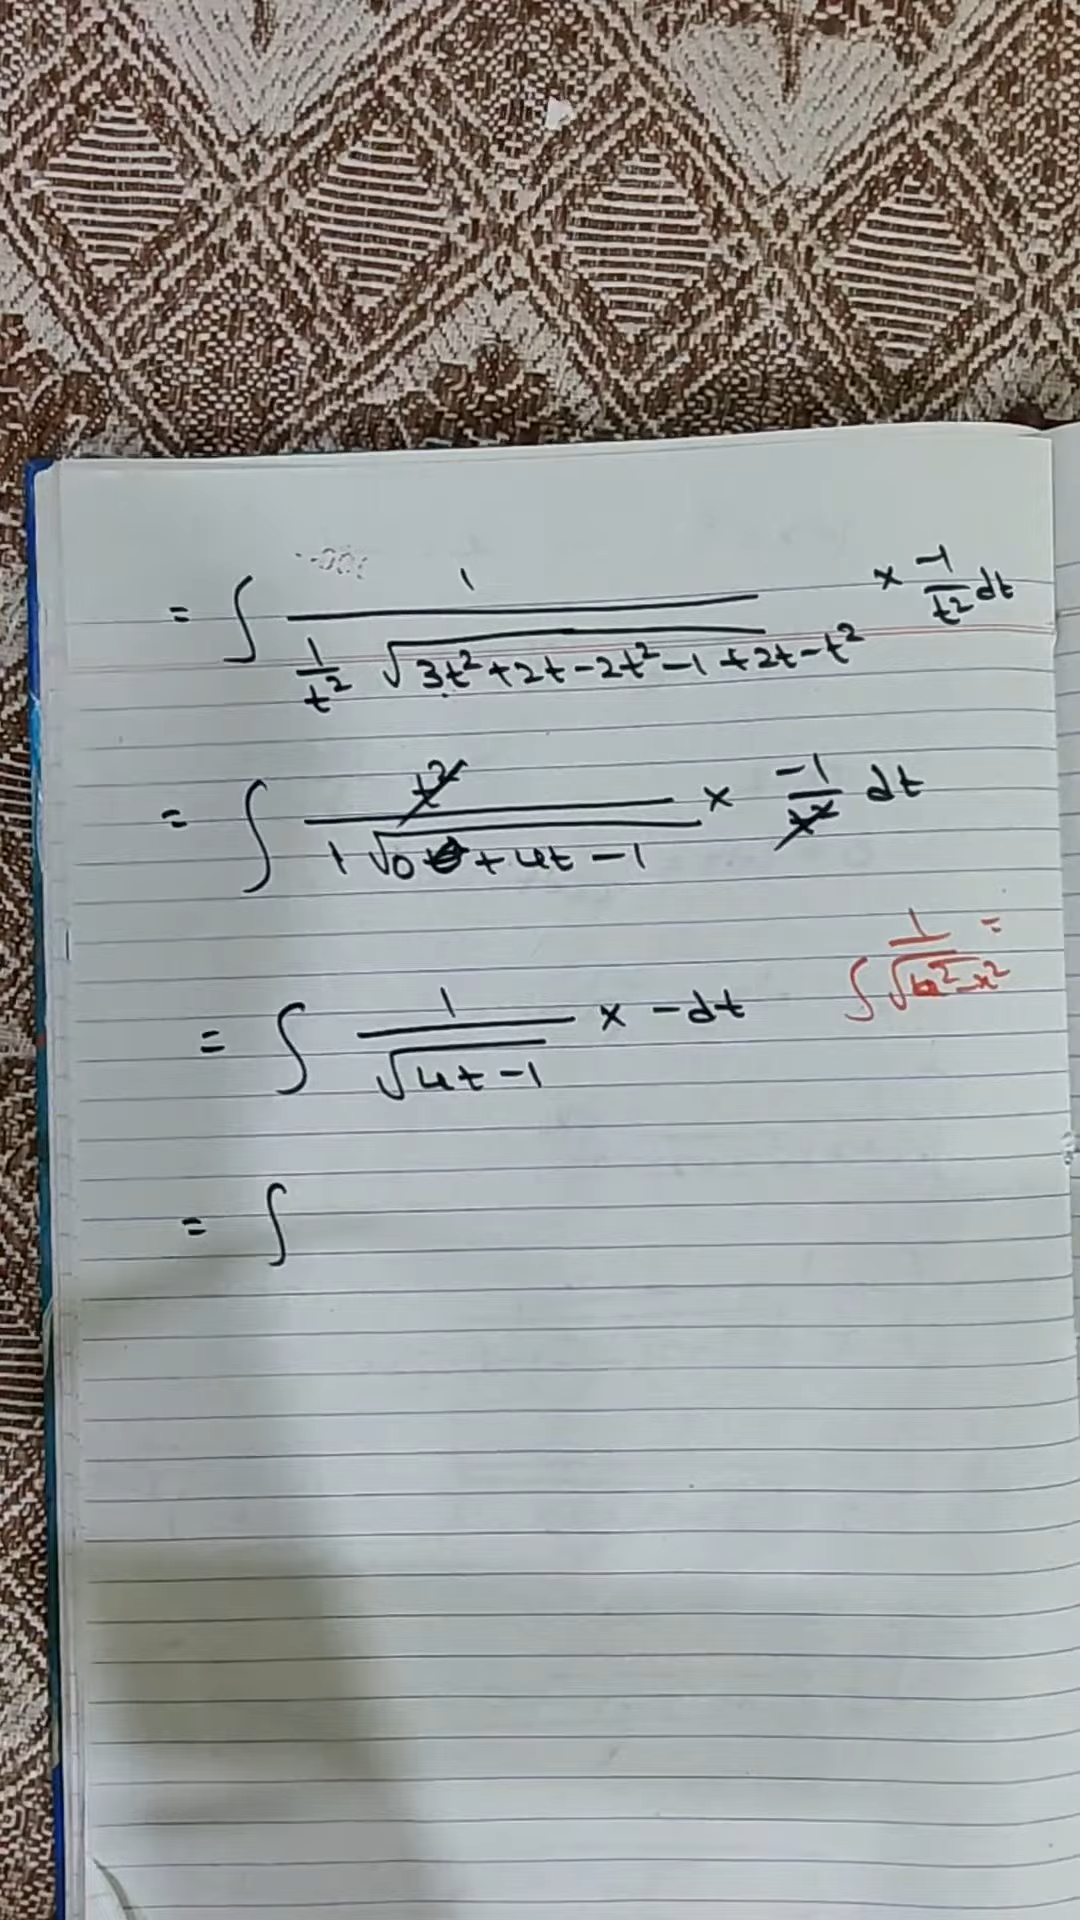 = ∫ 1 / (1/t² √(3t²+2t-2t²-1+2t-t²)) × -1/t² dt
= ∫ t² / (1√(0+4t-1)) × -1/t² dt
= ∫ 1/√(4t-1) × -dt
∫ 1/√(a²-x²) =
= ∫